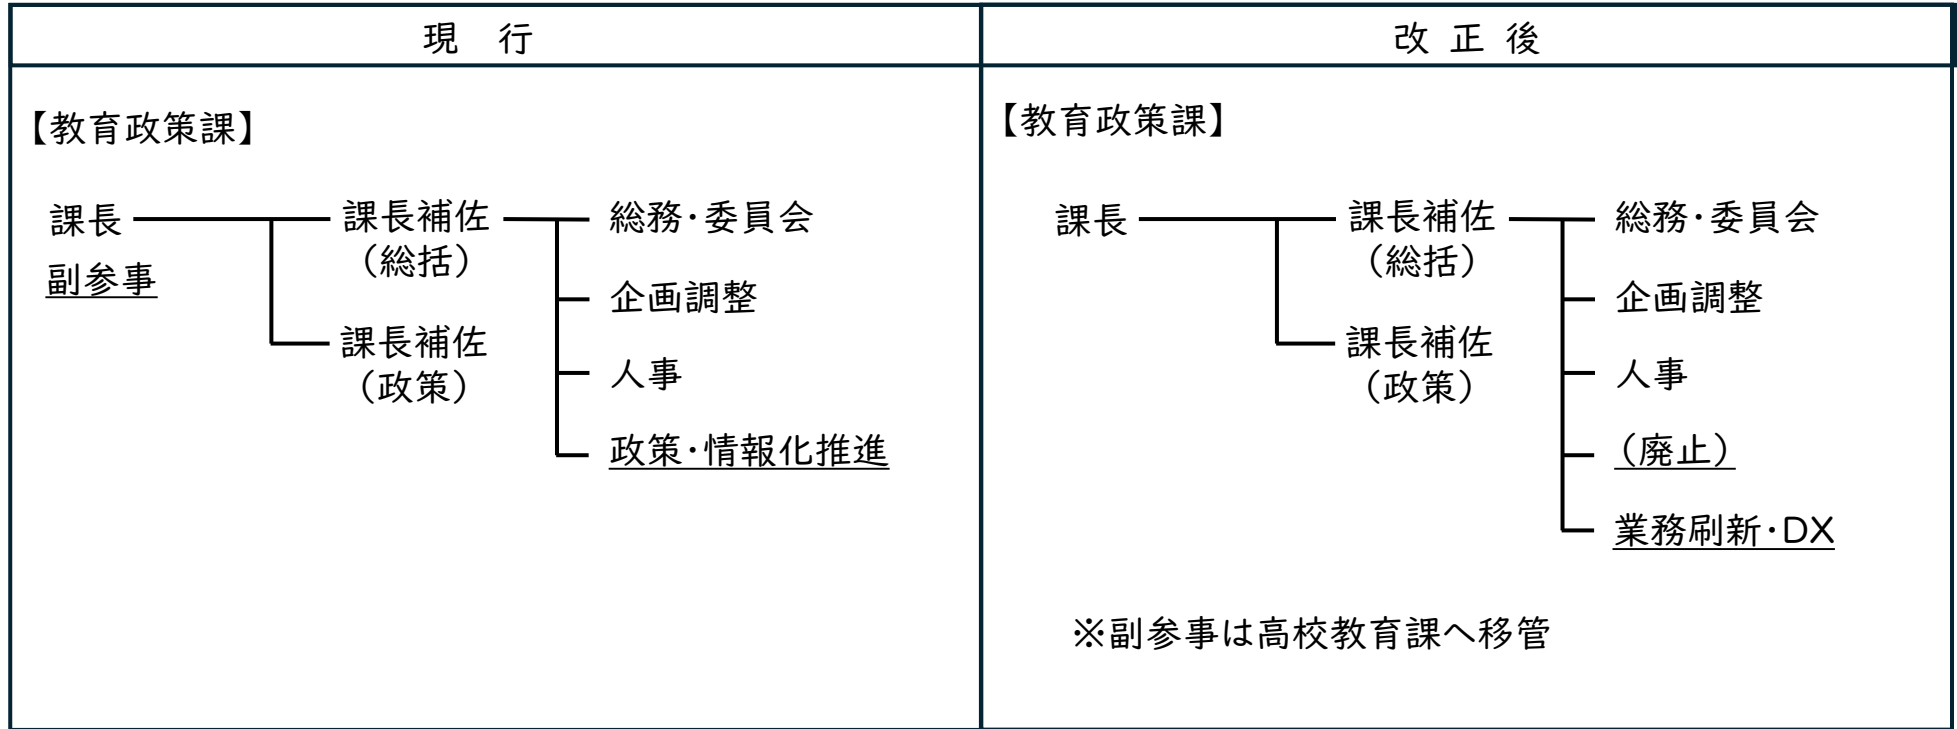 現 行
【教育政策課】
課長
副参事
課長補佐
（総括）
課長補佐
（政策）
総務・委員会
企画調整
人事
政策・情報化推進
改 正 後
【教育政策課】
課長
課長補佐
（総括）
課長補佐
（政策）
総務・委員会
企画調整
人事
（廃止）
業務刷新・DX
※副参事は高校教育課へ移管